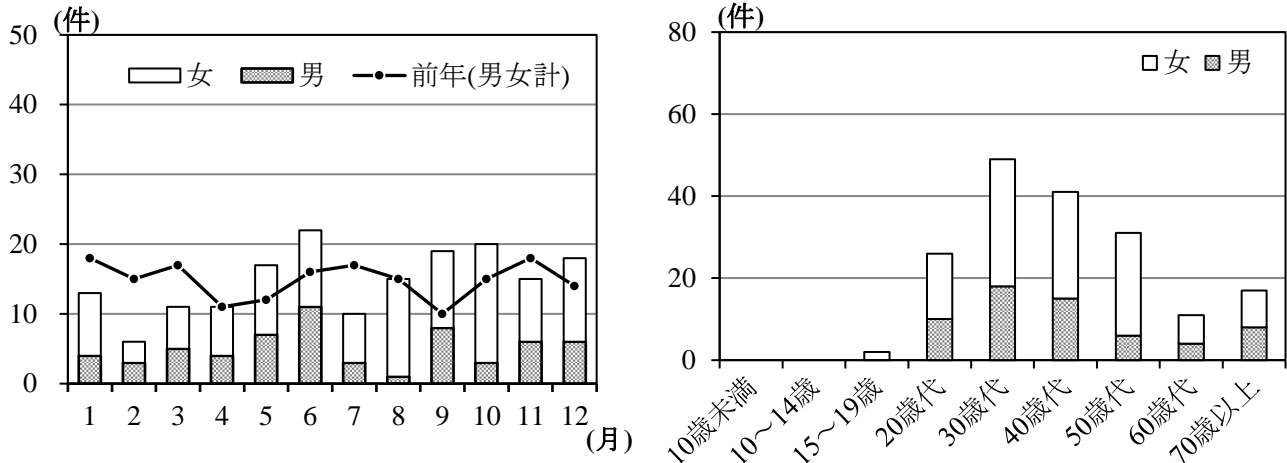 (件)
50
40
30
20
10
0
女 男 前年(男女計)
1 2 3 4 5 6 7 8 9 10 11 12
(月)
(件)
80
60
40
20
0
女 男
10歳未満
10～14歳
15～19歳
20歳代
30歳代
40歳代
50歳代
60歳代
70歳以上